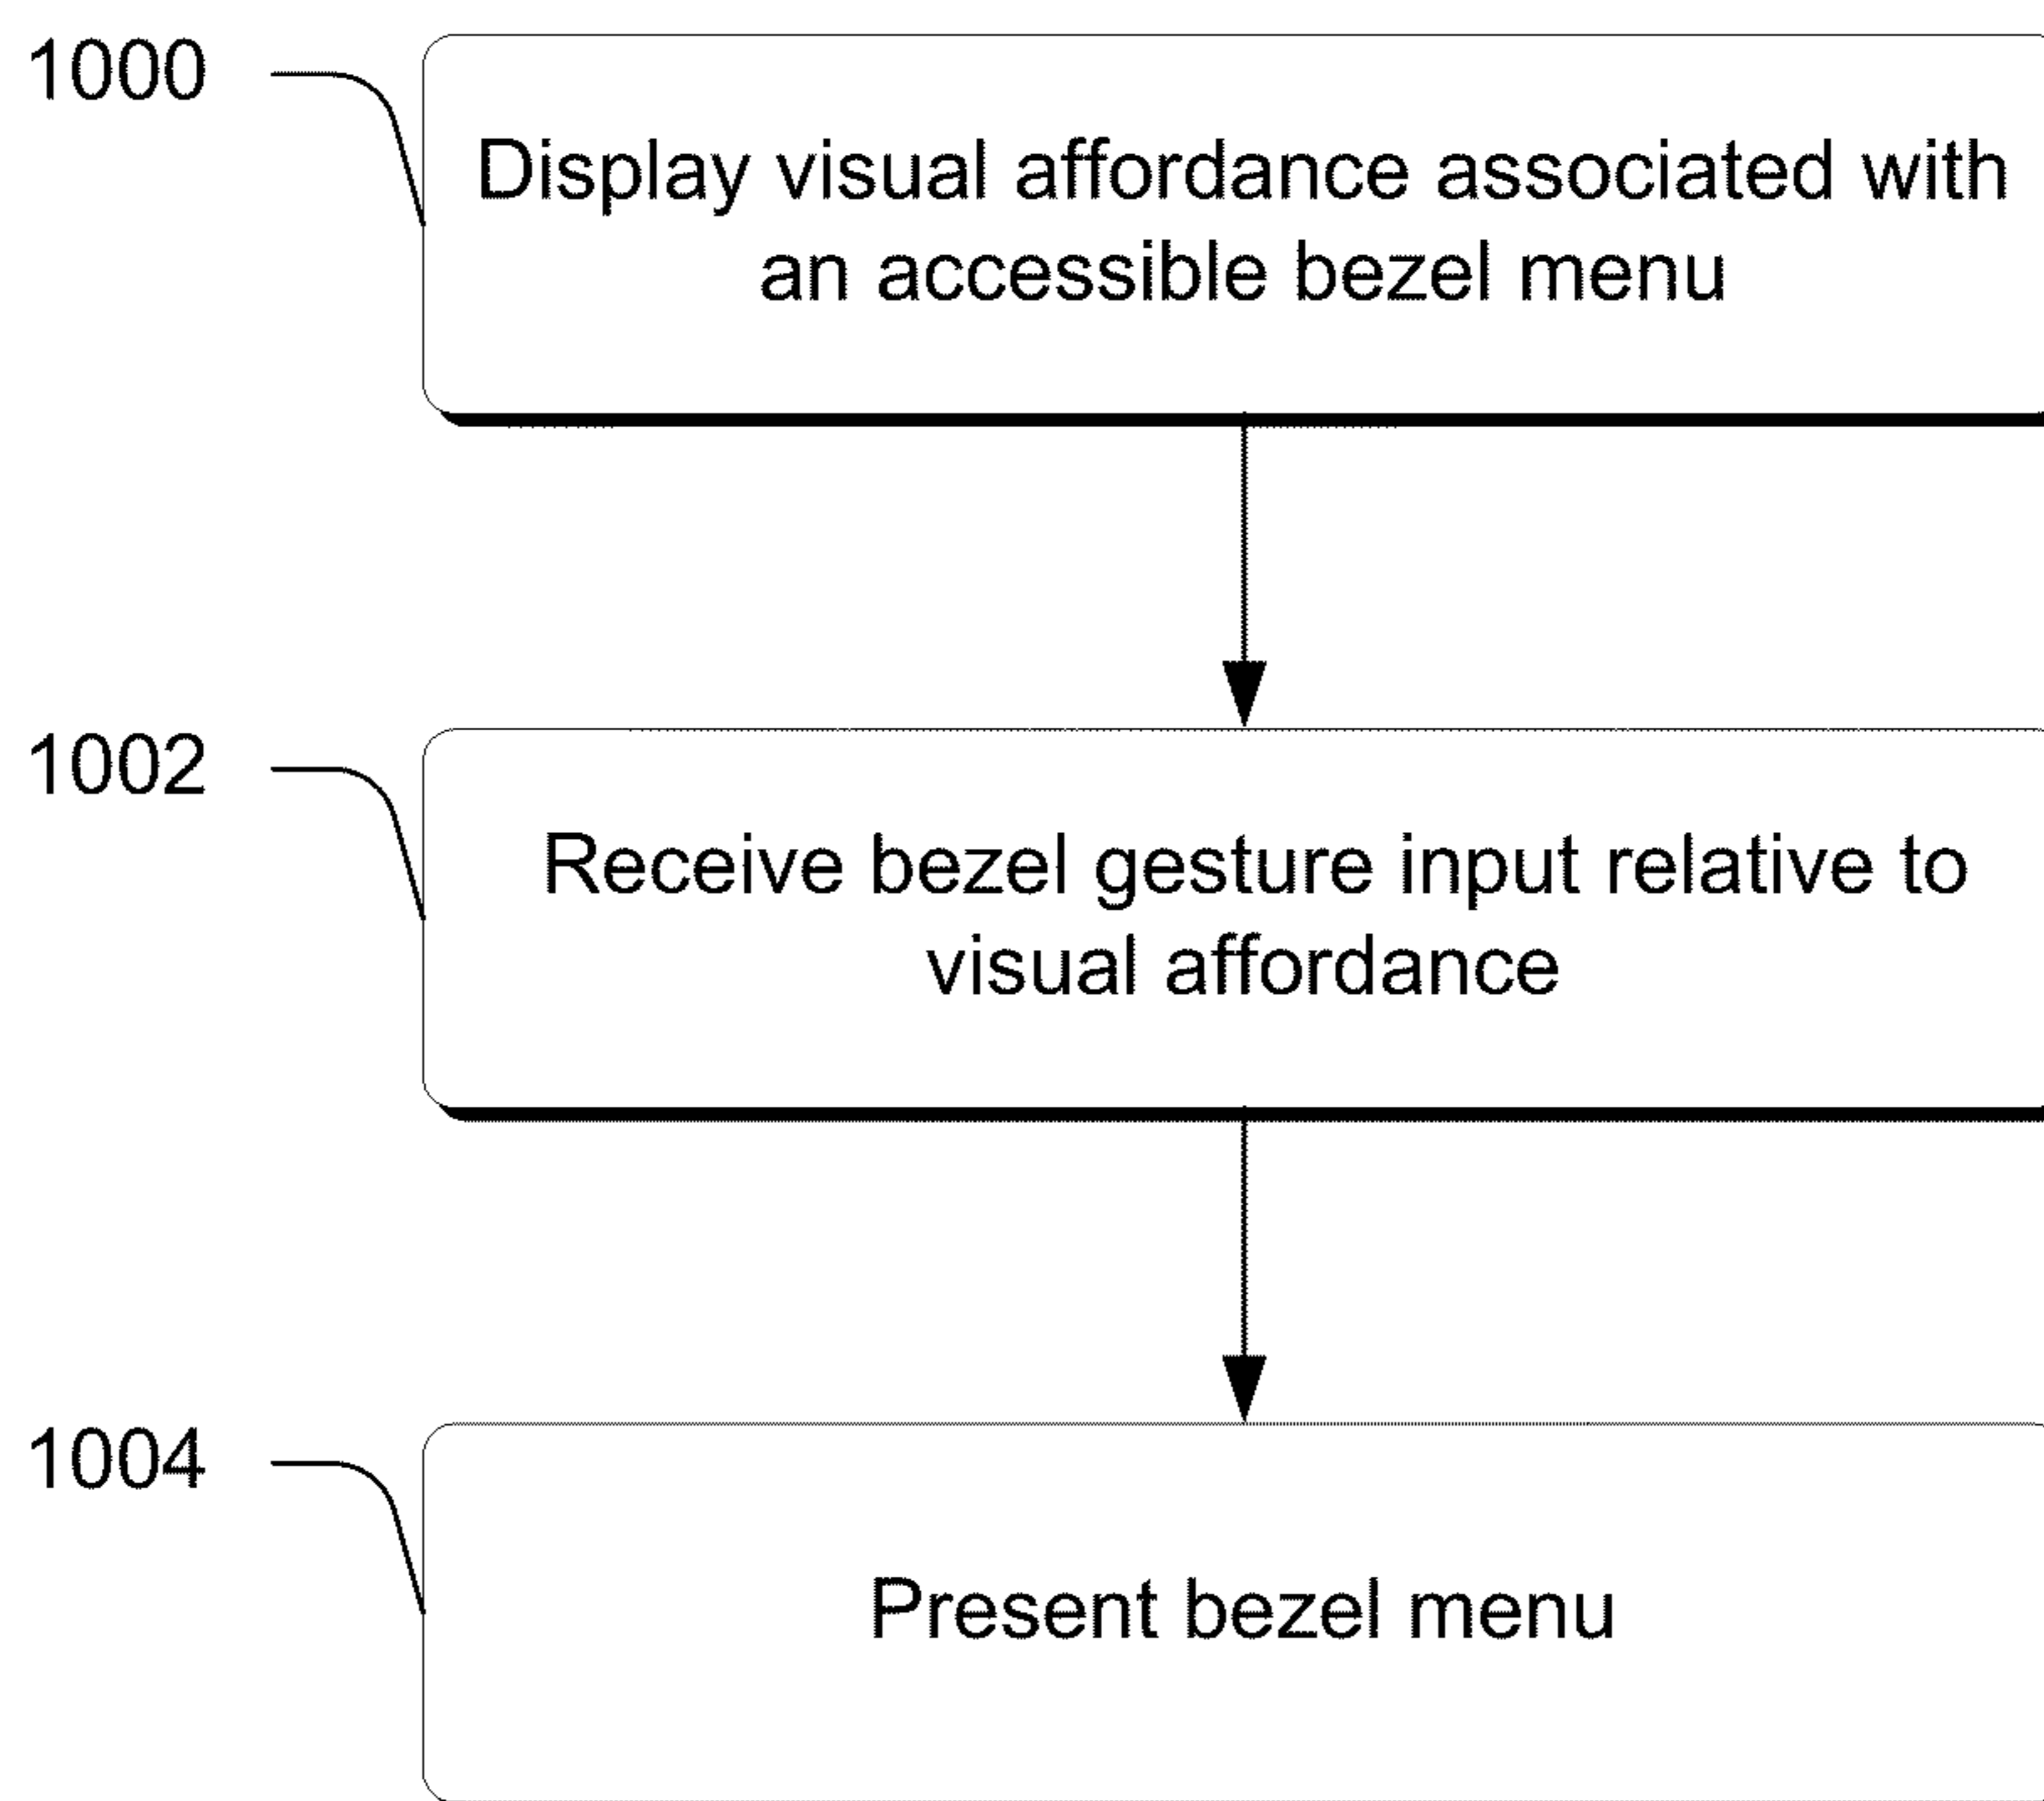 1000
Display visual affordance associated with
an accessible bezel menu
1002
Receive bezel gesture input relative to
visual affordance
1004
Present bezel menu